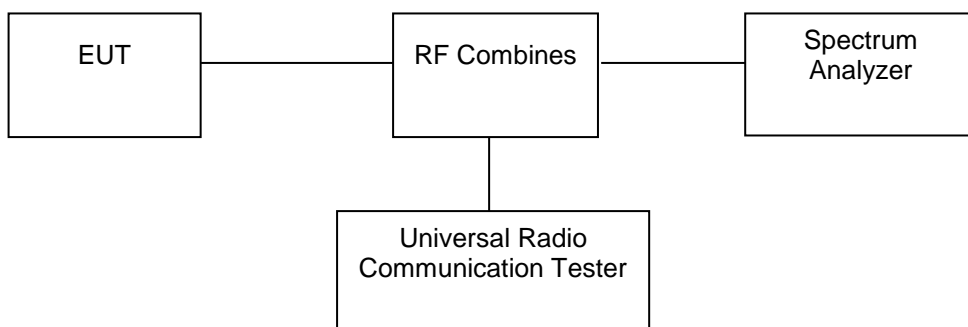 EUT
RF Combines
Spectrum
Analyzer
Universal Radio
Communication Tester